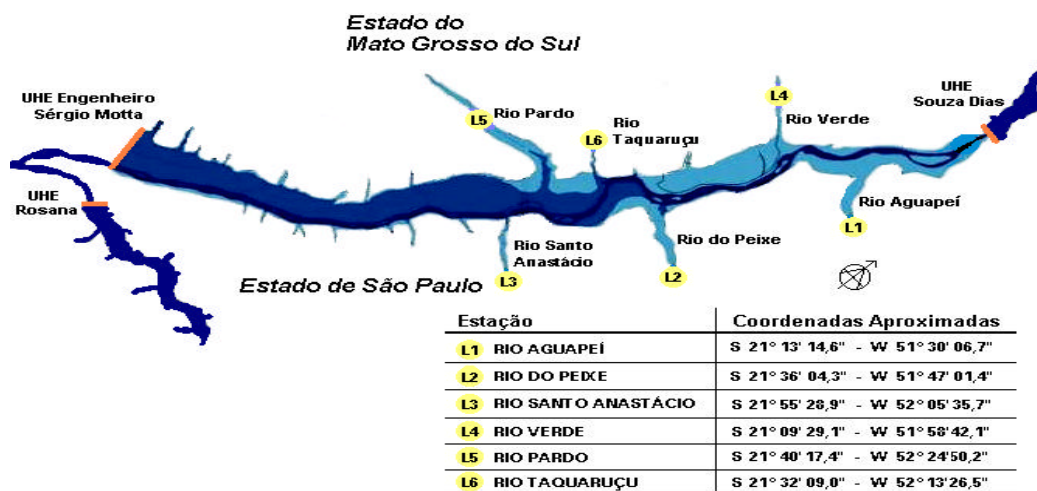 Estado do
Mato Grosso do Sul
UHE Engenheiro
Sérgio Motta
L5 Rio Pardo
Rio
L6 Taquaruçu
L4
Rio Verde
UHE
Souza Dias
UHE
Rosana
Rio Aguapeí
L1
Rio do Peixe
L2
Rio Santo
Anastácio
L3
Estado de São Paulo
Estação Coordenadas Aproximadas
L1 RIO AGUAPEÍ S 21° 13' 14,6" - W 51° 30' 06,7"
L2 RIO DO PEIXE S 21° 36' 04,3" - W 51° 47' 01,4"
L3 RIO SANTO ANASTÁCIO S 21° 55' 28,9" - W 52° 05' 35,7"
L4 RIO VERDE S 21° 09' 29,1" - W 51° 58' 42,1"
L5 RIO PARDO S 21° 40' 17,4" - W 52° 24' 50,2"
L6 RIO TAQUARUÇU S 21° 32' 09,0" - W 52° 13' 26,5"